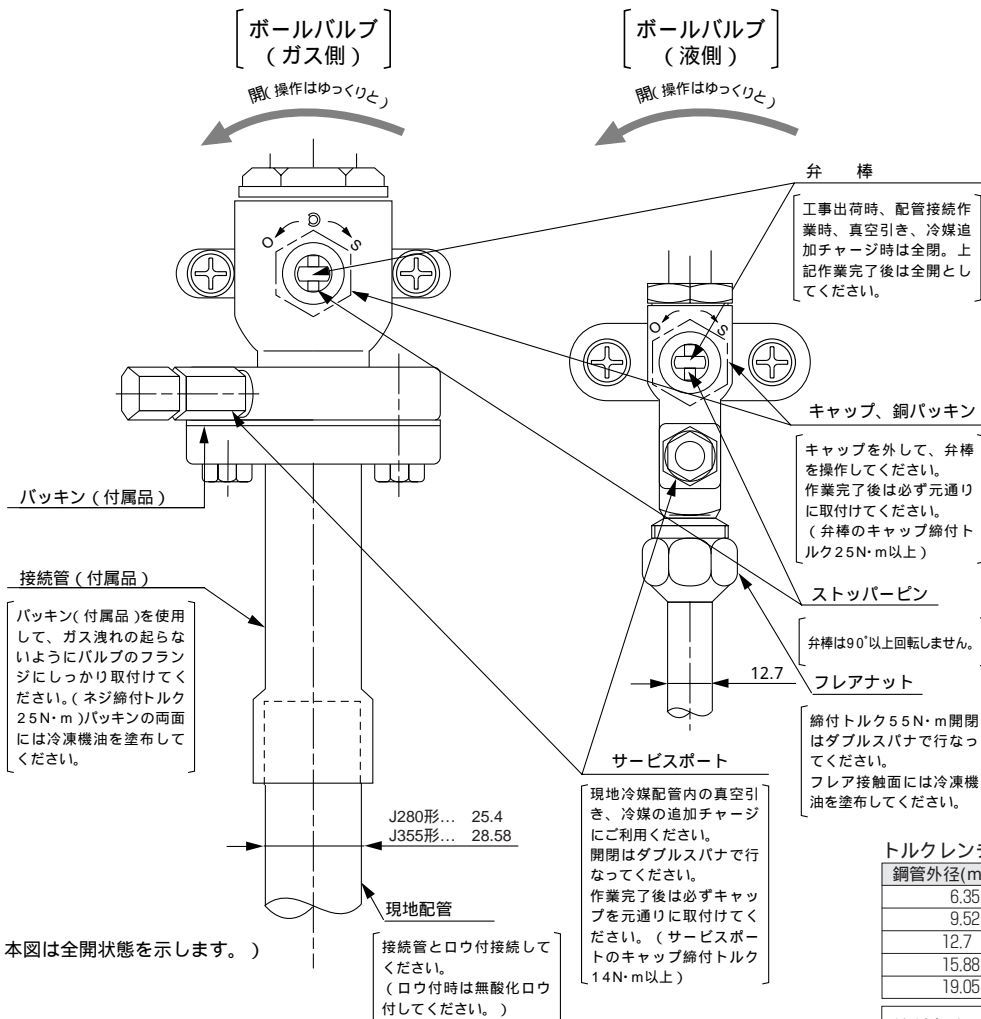 ボールバルブ
（ガス側）
開(操作はゆっくりと)
ボールバルブ
（液側）
開(操作はゆっくりと)
弁　棒
工事出荷時、配管接続作
業時、真空引き、冷媒追
加チャージ時は全閉。上
記作業完了後は全開とし
てください。
O
C
S
O
S
キャップ、銅パッキン
キャップを外して、弁棒
を操作してください。
作業完了後は必ず元通り
に取付けてください。
（弁棒のキャップ締付ト
ルク25N･m以上）
パッキン（付属品）
接続管（付属品）
パッキン(付属品)を使用
して、ガス洩れの起らな
いようにバルブのフラン
ジにしっかり取付けてく
ださい。(ネジ締付トルク
25N･m)パッキンの両面
には冷凍機油を塗布して
ください。
ストッパーピン
弁棒は90°以上回転しません。
12.7
フレアナット
締付トルク55N･m開閉
はダブルスパナで行なっ
てください。
フレア接触面には冷凍機
油を塗布してください。
サービスポート
現地冷媒配管内の真空引
き、冷媒の追加チャージ
にご利用ください。
開閉はダブルスパナで行
なってください。
作業完了後は必ずキャッ
プを元通りに取付けてく
ださい。（サービスポー
トのキャップ締付トルク
14N･m以上）
J280形… 25.4
J355形… 28.58
現地配管
接続管とロウ付接続して
ください。
（ロウ付時は無酸化ロウ
付してください。）
本図は全開状態を示します。）
トルクレン
鋼管外径(m
6.35
9.52
12.7
15.88
19.05